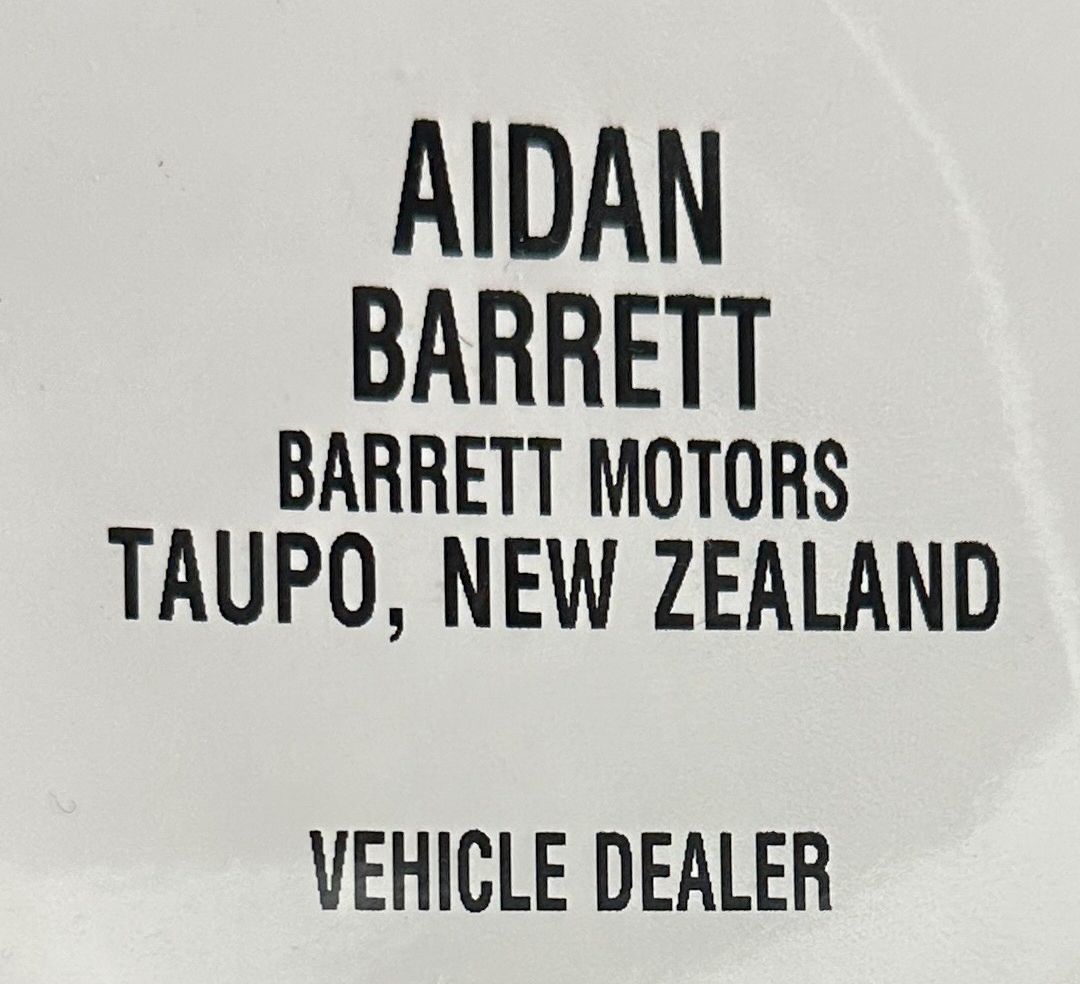 AIDAN
BARRETT
BARRETT MOTORS
TAUPO, NEW ZEALAND
VEHICLE DEALER